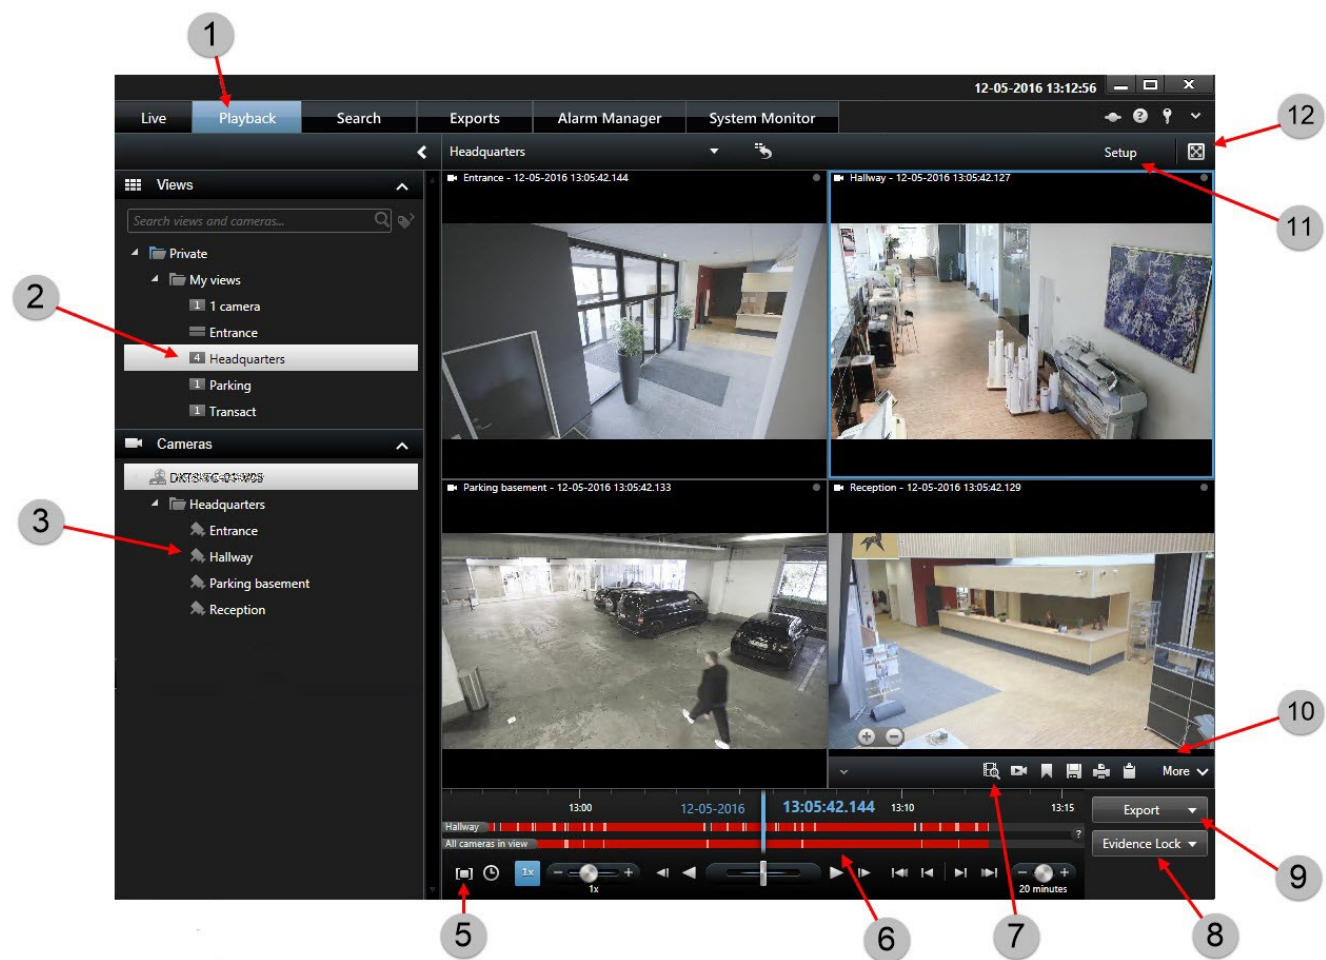 1
12-05-2016 13:12:56
Live Playback Search Exports Alarm Manager System Monitor
12
Headquarters Setup
Views
Entrance - 12-05-2016 13:05:42.144
Hallway - 12-05-2016 13:05:42.127
11
Search views and cameras...
Private
My views
2
1 1 camera
Entrance
4 Headquarters
1 Parking
1 Transact
Cameras
Parking basement - 12-05-2016 13:05:42.133
Reception - 12-05-2016 13:05:42.129
Headquarters
3
Entrance
Hallway
Parking basement
Reception
10
More
13:00 12-05-2016 13:05:42.144 13:10 13:15
Export
Hallway
?
All cameras in view
Evidence Lock
1x
1x
20 minutes
9
5
6
7
8